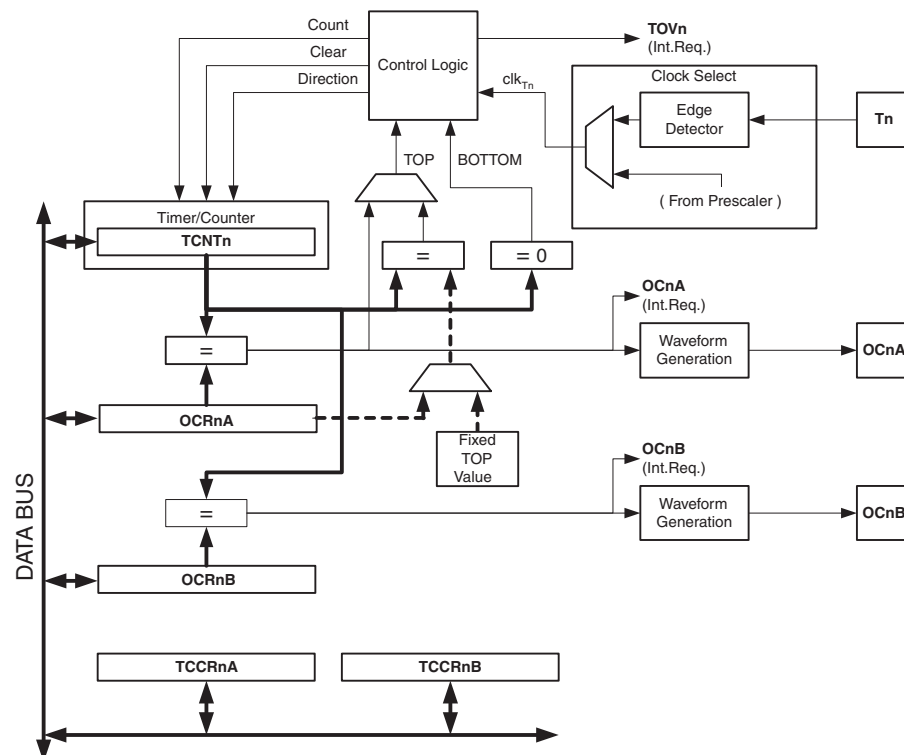 Count
Clear
Direction
Control Logic
TOVn
(Int.Req.)
clkTn
Clock Select
Edge
Detector
Tn
( From Prescaler )
TOP
BOTTOM
Timer/Counter
TCNTn
=
= 0
OCnA
(Int.Req.)
=
Waveform
Generation
OCnA
OCRnA
Fixed
TOP
Value
OCnB
(Int.Req.)
=
Waveform
Generation
OCnB
OCRnB
DATA BUS
TCCRnA
TCCRnB